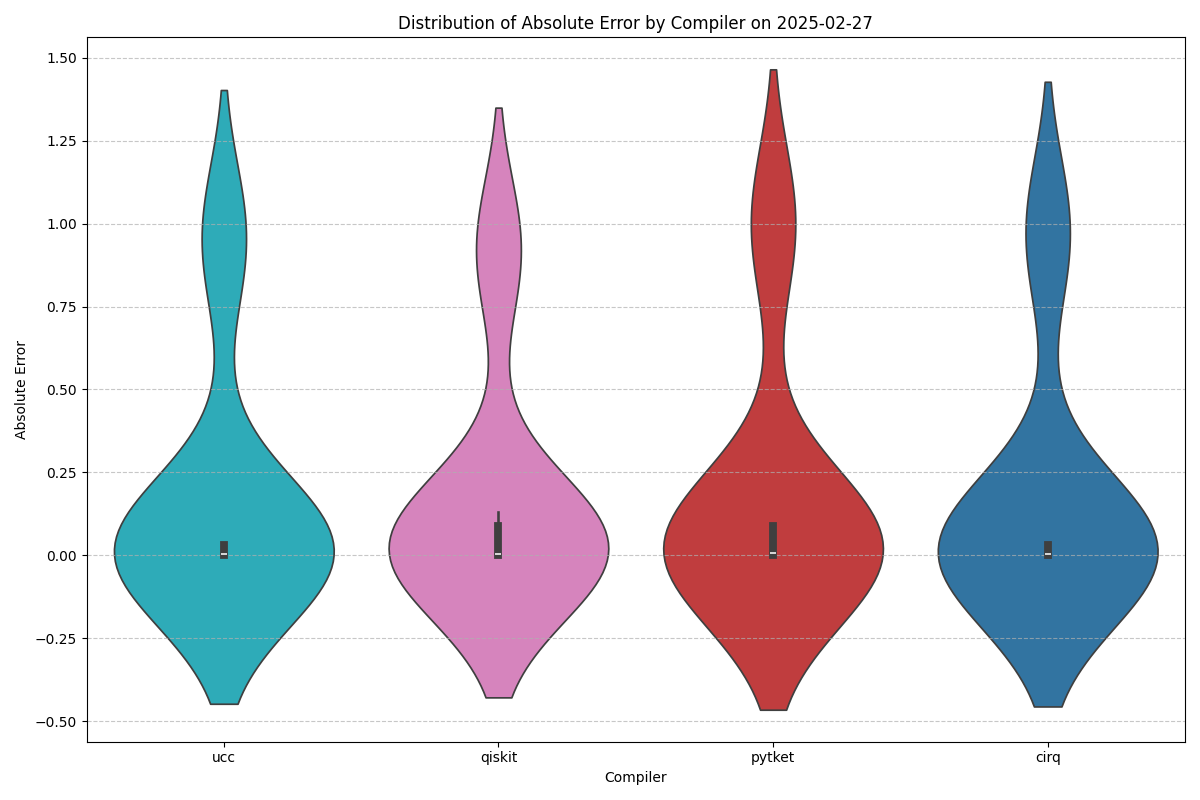 Distribution of Absolute Error by Compiler on 2025-02-27
Absolute Error
1.50
1.25
1.00
0.75
0.50
0.25
0.00
−0.25
−0.50
ucc qiskit pytket cirq
Compiler